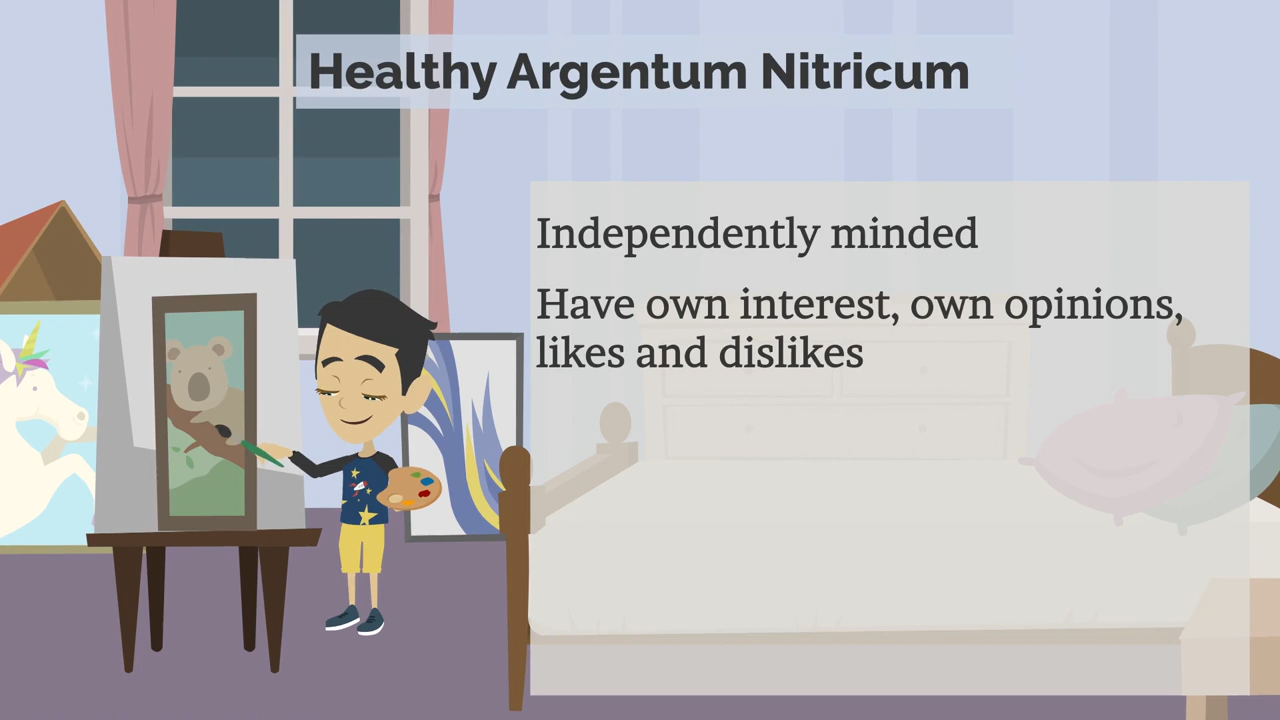 Healthy Argentum Nitricum
Independently minded
Have own interest, own opinions,
likes and dislikes